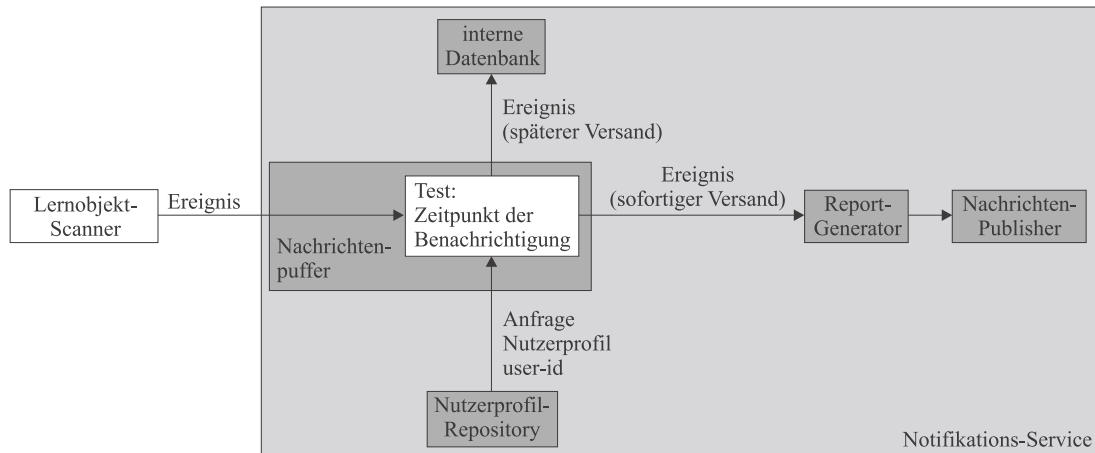 interne
Datenbank
Ereignis
(späterer Versand)
Lernobjekt-
Scanner
Ereignis
Nachrichten-
puffer
Test:
Zeitpunkt der
Benachrichtigung
Ereignis
(sofortiger Versand)
Report-
Generator
Nachrichten-
Publisher
Anfrage
Nutzerprofil
user-id
Nutzerprofil-
Repository
Notifikations-Service